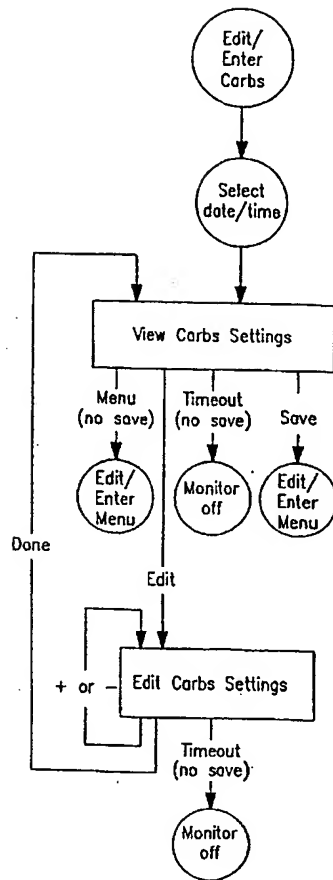 Edit/
Enter
Carbs
Select
date/time
View Carbs Settings
Menu
(no save)
Timeout
(no save)
Save
Edit/
Enter
Menu
Monitor
off
Edit/
Enter
Menu
Done
Edit
+ or -
Edit Carbs Settings
Timeout
(no save)
Monitor
off